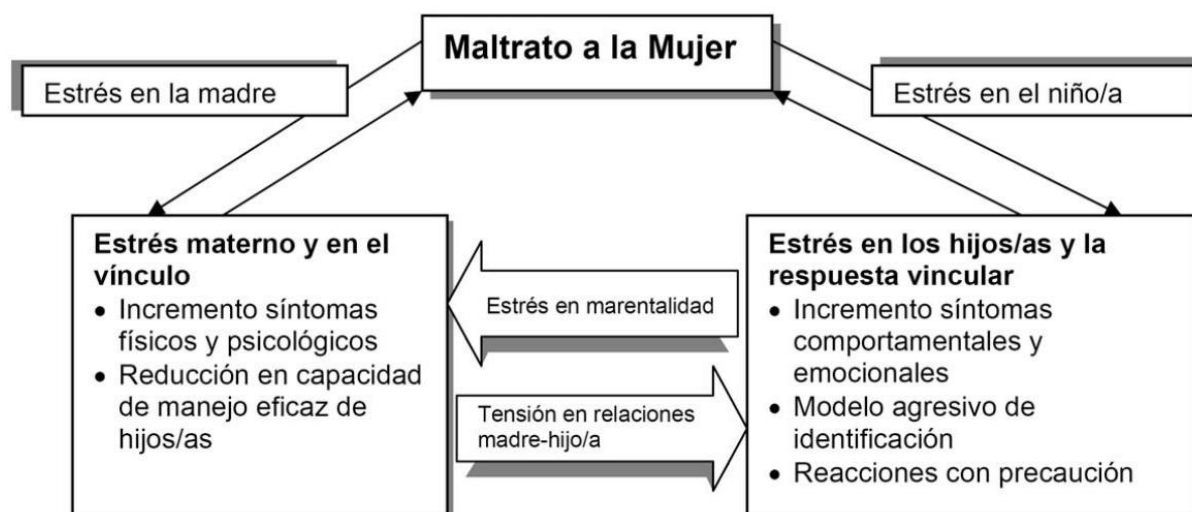 Maltrato a la Mujer
Estrés en la madre
Estrés en el niño/a
Estrés materno y en el
vínculo
• Incremento síntomas
físicos y psicológicos
• Reducción en capacidad
de manejo eficaz de
hijos/as
Estrés en marentalidad
Tensión en relaciones
madre-hijo/a
Estrés en los hijos/as y la
respuesta vincular
• Incremento síntomas
comportamentales y
emocionales
• Modelo agresivo de
identificación
• Reacciones con precaución